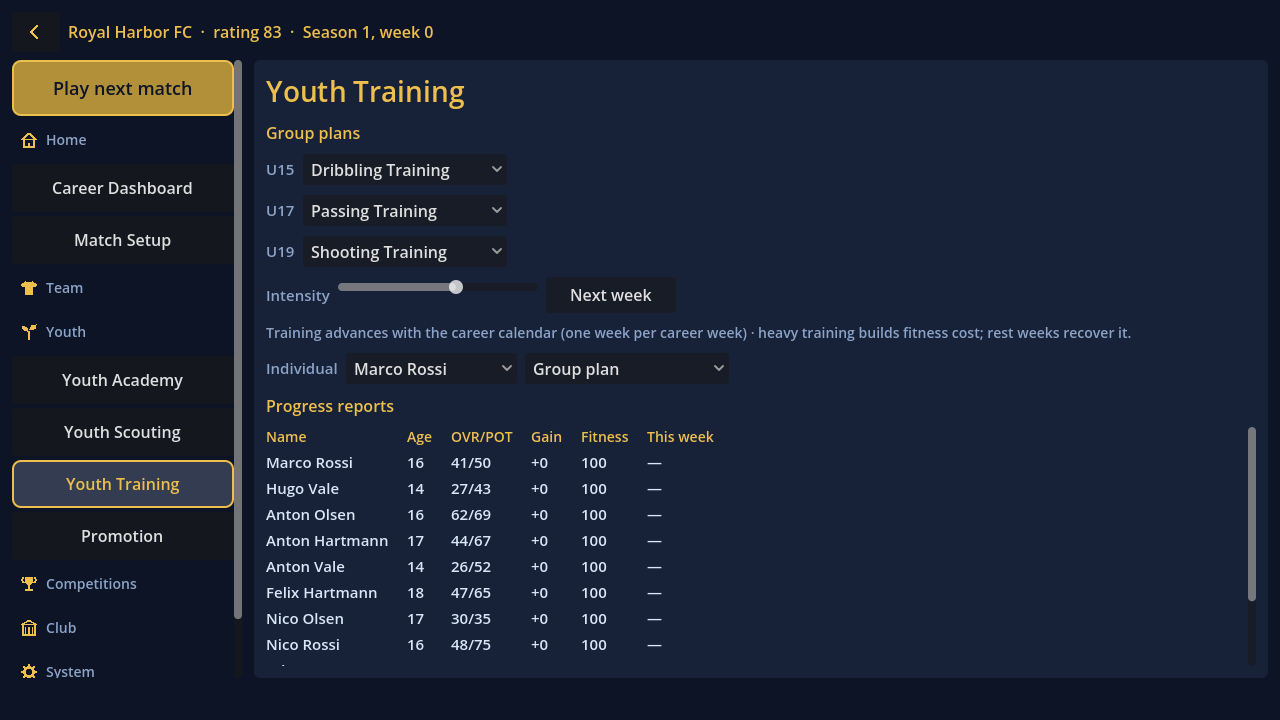 Royal Harbor FC · rating 83 · Season 1, week 0
Play next match
Home
Career Dashboard
Match Setup
Team
Youth
Youth Academy
Youth Scouting
Youth Training
Promotion
Competitions
Club
System
Youth Training
Group plans
U15 Dribbling Training
U17 Passing Training
U19 Shooting Training
Intensity Next week
Training advances with the career calendar (one week per career week) · heavy training builds fitness cost; rest weeks recover it.
Individual Marco Rossi Group plan
Progress reports
Name Age OVR/POT Gain Fitness This week
Marco Rossi 16 41/50 +0 100 —
Hugo Vale 14 27/43 +0 100 —
Anton Olsen 16 62/69 +0 100 —
Anton Hartmann 17 44/67 +0 100 —
Anton Vale 14 26/52 +0 100 —
Felix Hartmann 18 47/65 +0 100 —
Nico Olsen 17 30/35 +0 100 —
Nico Rossi 16 48/75 +0 100 —